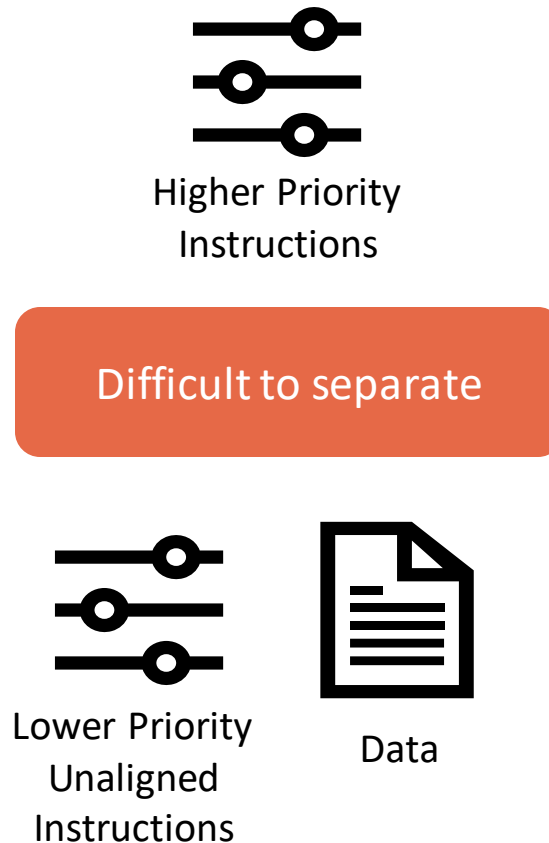 Higher Priority
Instructions
Difficult to separate
Lower Priority
Unaligned
Instructions
Data